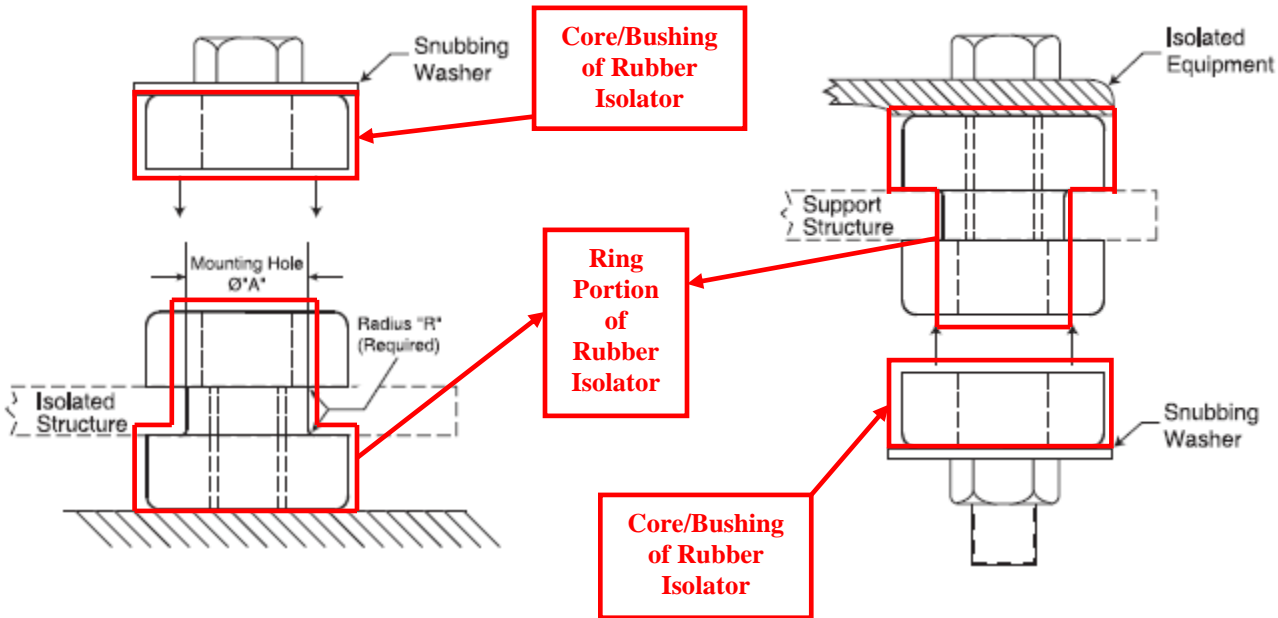 Snubbing
Washer
Core/Bushing
of Rubber
Isolator
Isolated
Equipment
Mounting Hole
Ø"A"
Radius "R"
(Required)
Isolated
Structure
Ring
Portion
of
Rubber
Isolator
Support
Structure
Core/Bushing
of Rubber
Isolator
Snubbing
Washer